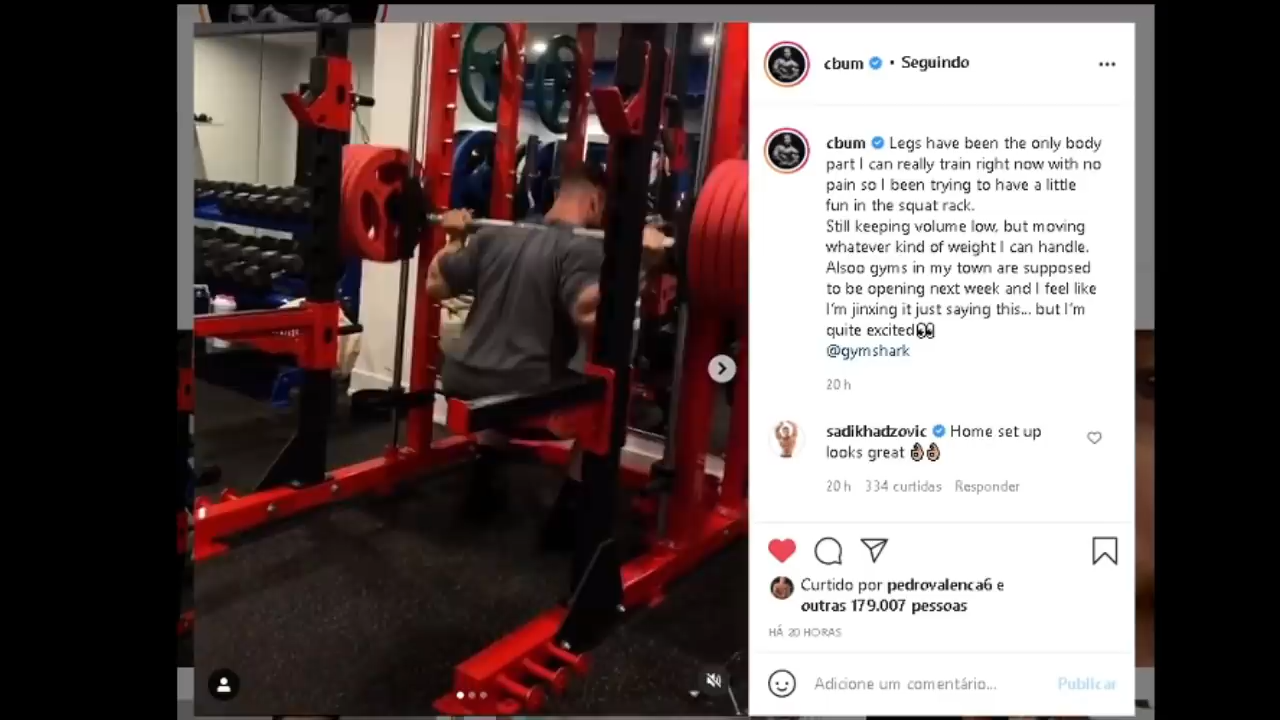 cbum • Seguindo
cbum Legs have been the only body
part I can really train right now with no
pain so I been trying to have a little
fun in the squat rack.
Still keeping volume low, but moving
whatever kind of weight I can handle.
Alsoo gyms in my town are supposed
to be opening next week and I feel like
I'm jinxing it just saying this... but I'm
quite excited👀
@gymshark
20 h
sadikhadzovic Home set up
looks great 👌🏽👌🏽
20 h 334 curtidas Responder
Curtido por pedrovalenca6 e
outras 179.007 pessoas
HÁ 20 HORAS
Adicione um comentário... Publicar